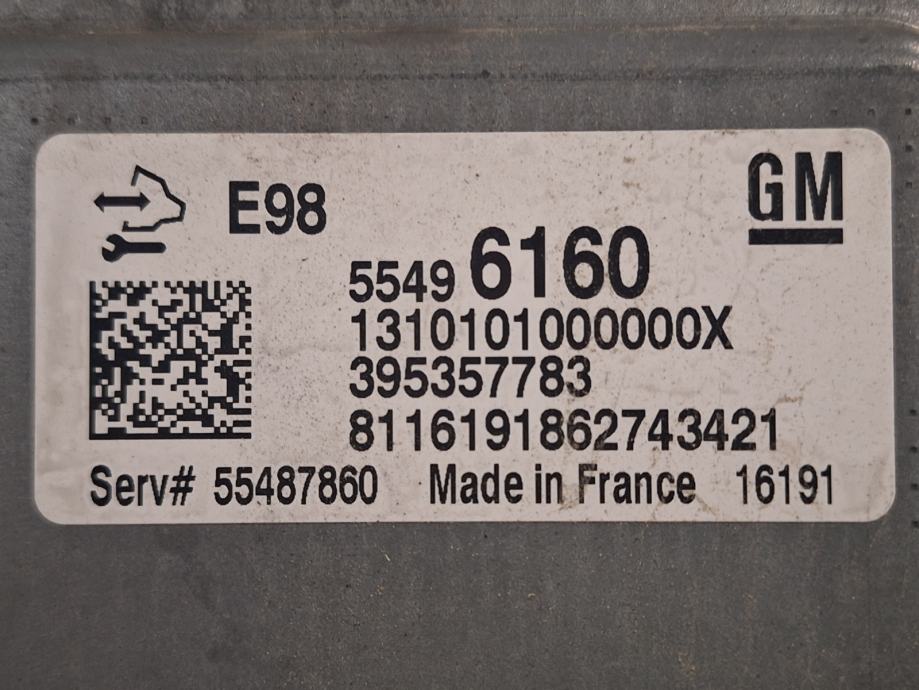 E98
GM
5549 6160
1310101000000X
395357783
8116191862743421
Serv# 55487860 Made in France 16191